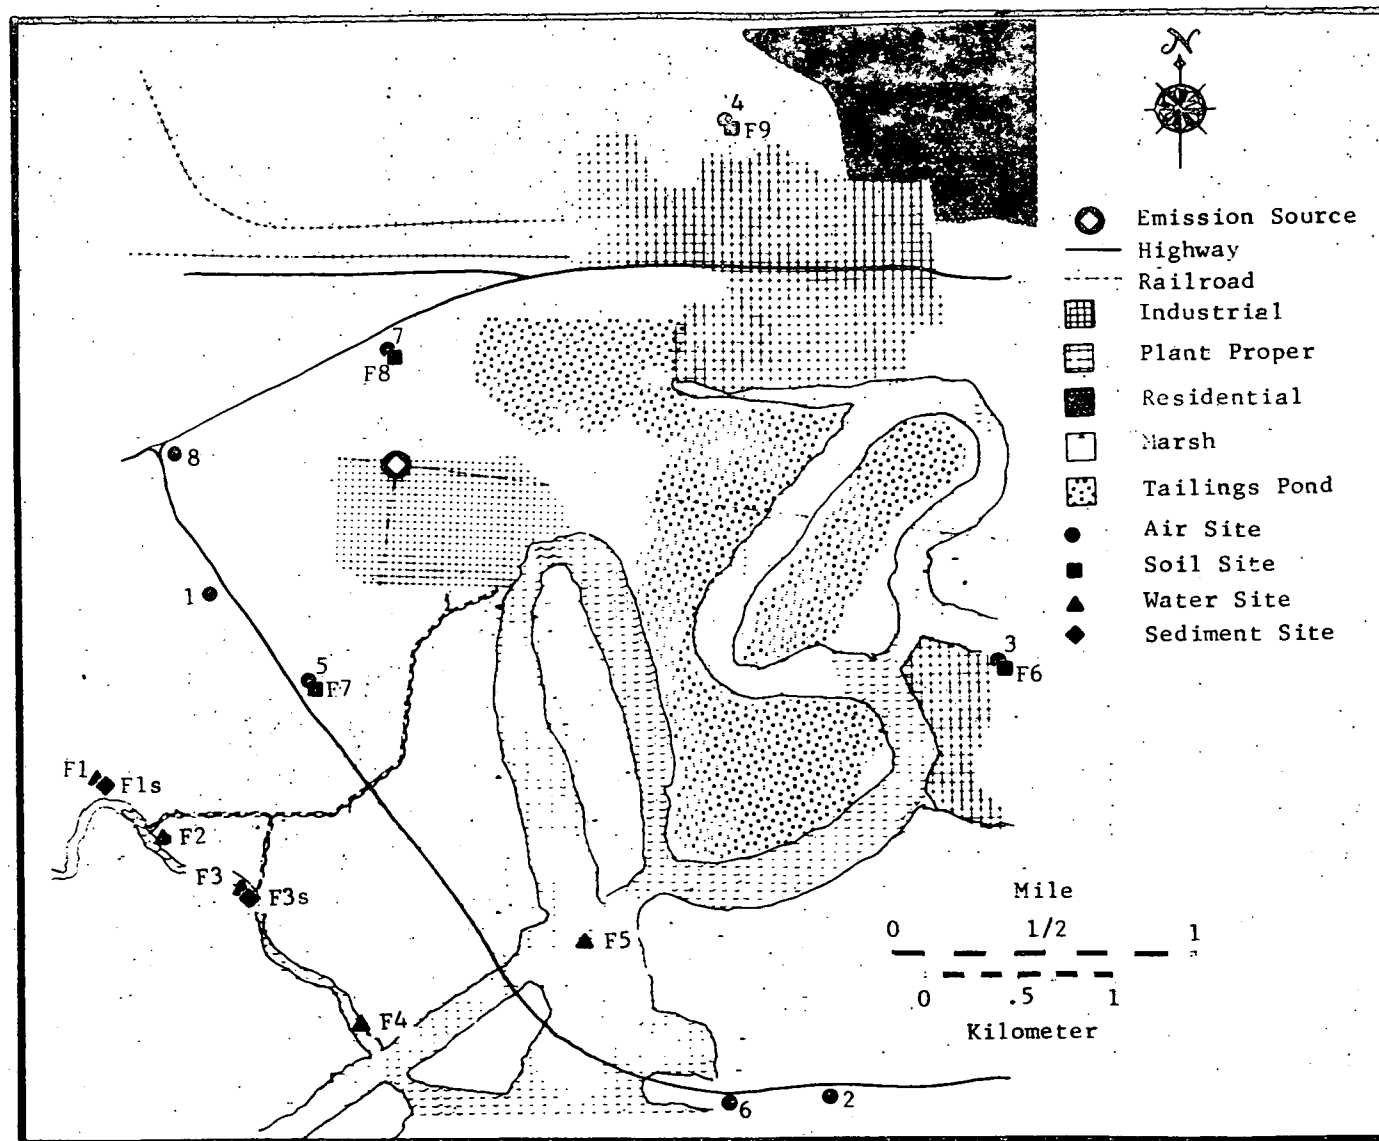 N
4
F9
Emission Source
Highway
Railroad
Industrial
Plant Proper
Residential
Marsh
Tailings Pond
Air Site
Soil Site
Water Site
Sediment Site
7
F8
8
1
5
F7
3
F6
F1
F1s
F2
F3
F3s
F5
F4
6
2
Mile
0 1/2 1
0 .5 1
Kilometer